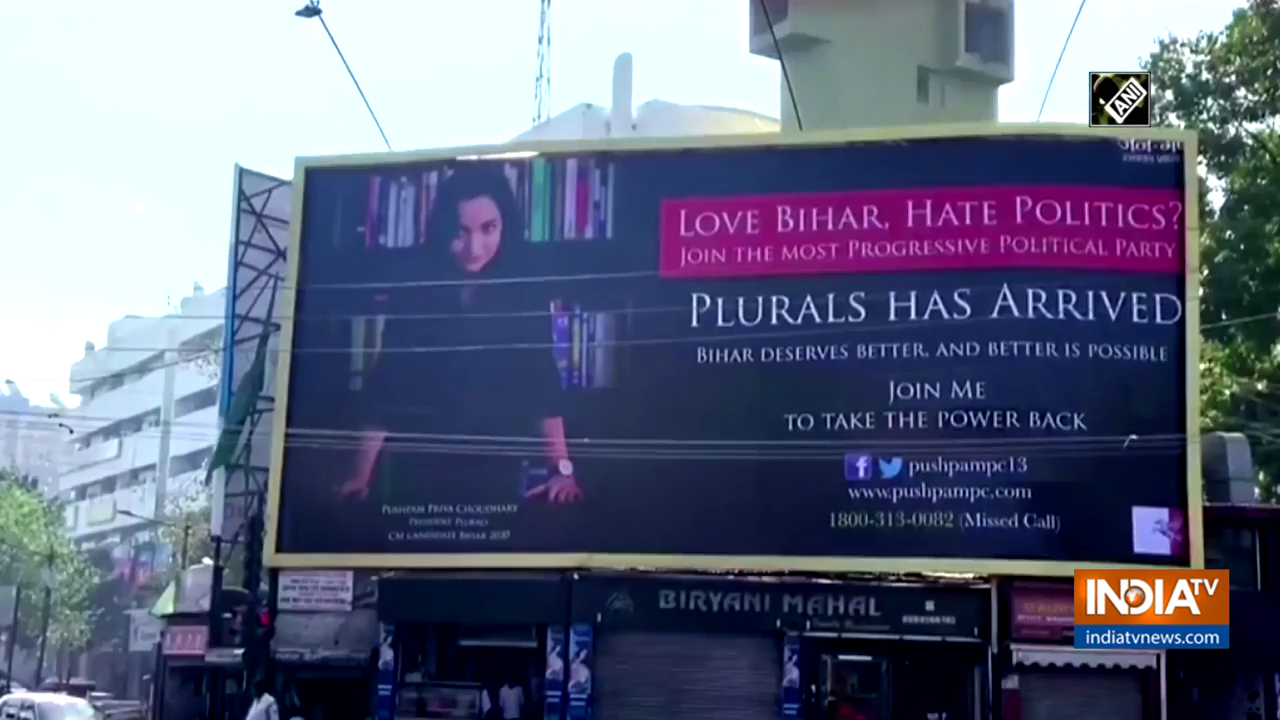 ANI
LOVE BIHAR, HATE POLITICS?
JOIN THE MOST PROGRESSIVE POLITICAL PARTY
PLURALS HAS ARRIVED
BIHAR DESERVES BETTER, AND BETTER IS POSSIBLE
JOIN ME
TO TAKE THE POWER BACK
pushpampc13
www.pushpampc.com
1800-313-0082 (Missed Call)
PUSHPAM PRIYA CHOUDHARY
PRESIDENT PLURALS
CM CANDIDATE BIHAR 2020
BIRYANI MAHAL
INDIA TV
indiatvnews.com